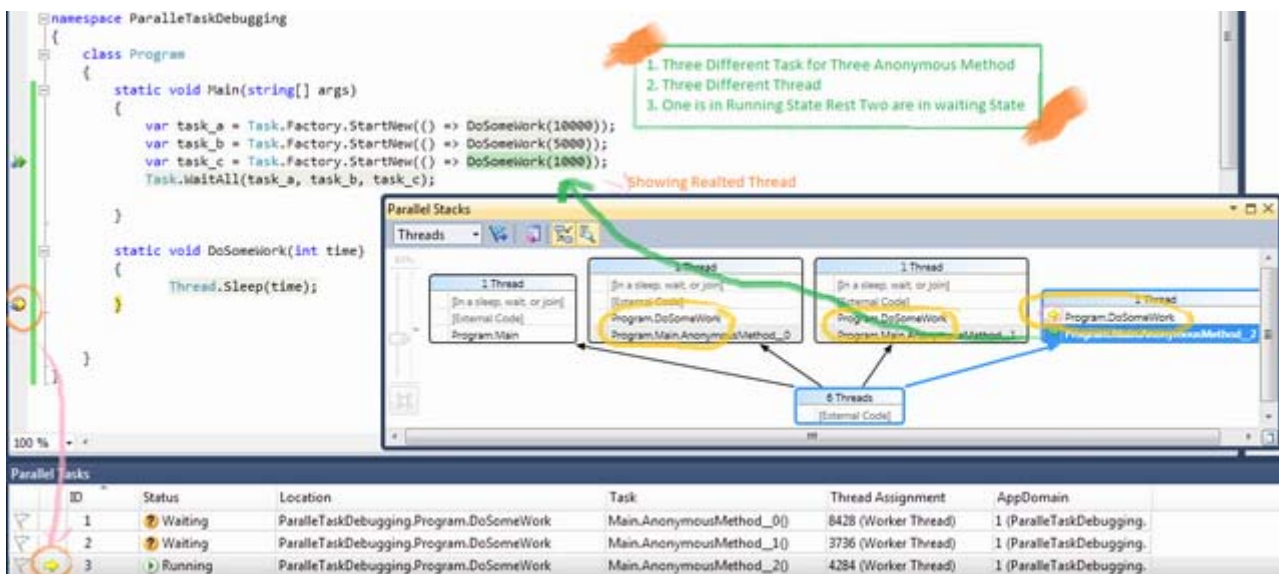 namespace ParalleTaskDebugging
{
class Program
{
static void Main(string[] args)
{
var task_a = Task.Factory.StartNew(() => DoSomeWork(10000));
var task_b = Task.Factory.StartNew(() => DoSomeWork(5000));
var task_c = Task.Factory.StartNew(() => DoSomeWork(1000));
Task.WaitAll(task_a, task_b, task_c);
}
static void DoSomeWork(int time)
{
Thread.Sleep(time);
}
}
}
1. Three Different Task for Three Anonymous Method
2. Three Different Thread
3. One is in Running State Rest Two are in waiting State
Showing Realted Thread
Parallel Stacks
Threads
1 Thread
[In a sleep, wait, or join]
[External Code]
Program.Main
1 Thread
[In a sleep, wait, or join]
[External Code]
Program.DoSomeWork
Program.Main.AnonymousMethod__0
1 Thread
[In a sleep, wait, or join]
[External Code]
Program.DoSomeWork
Program.Main.AnonymousMethod__1
1 Thread
Program.DoSomeWork
Program.Main.AnonymousMethod__2
6 Threads
[External Code]
100 %
Parallel Tasks
ID Status Location Task Thread Assignment AppDomain
1 Waiting ParalleTaskDebugging.Program.DoSomeWork Main.AnonymousMethod__0() 8428 (Worker Thread) 1 (ParalleTaskDebugging.
2 Waiting ParalleTaskDebugging.Program.DoSomeWork Main.AnonymousMethod__1() 3736 (Worker Thread) 1 (ParalleTaskDebugging.
3 Running ParalleTaskDebugging.Program.DoSomeWork Main.AnonymousMethod__2() 4284 (Worker Thread) 1 (ParalleTaskDebugging.